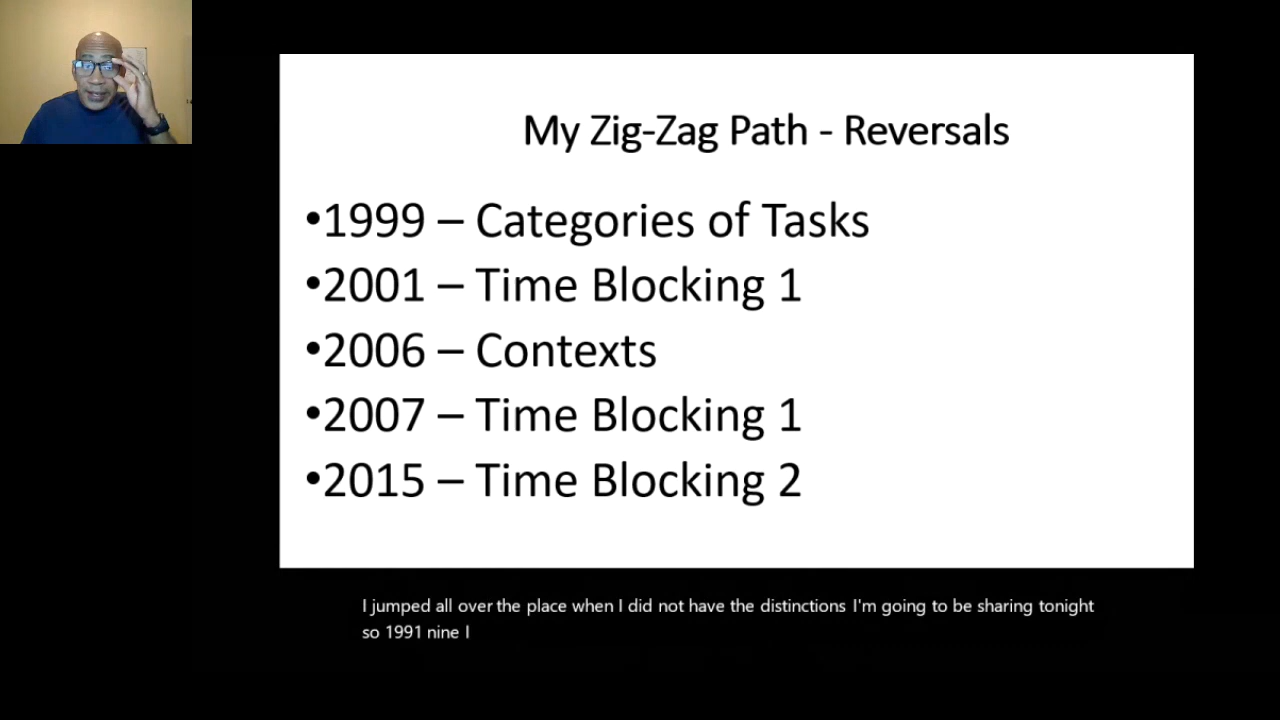 My Zig-Zag Path - Reversals
•1999 – Categories of Tasks
•2001 – Time Blocking 1
•2006 – Contexts
•2007 – Time Blocking 1
•2015 – Time Blocking 2
I jumped all over the place when I did not have the distinctions I'm going to be sharing tonight
so 1991 nine I